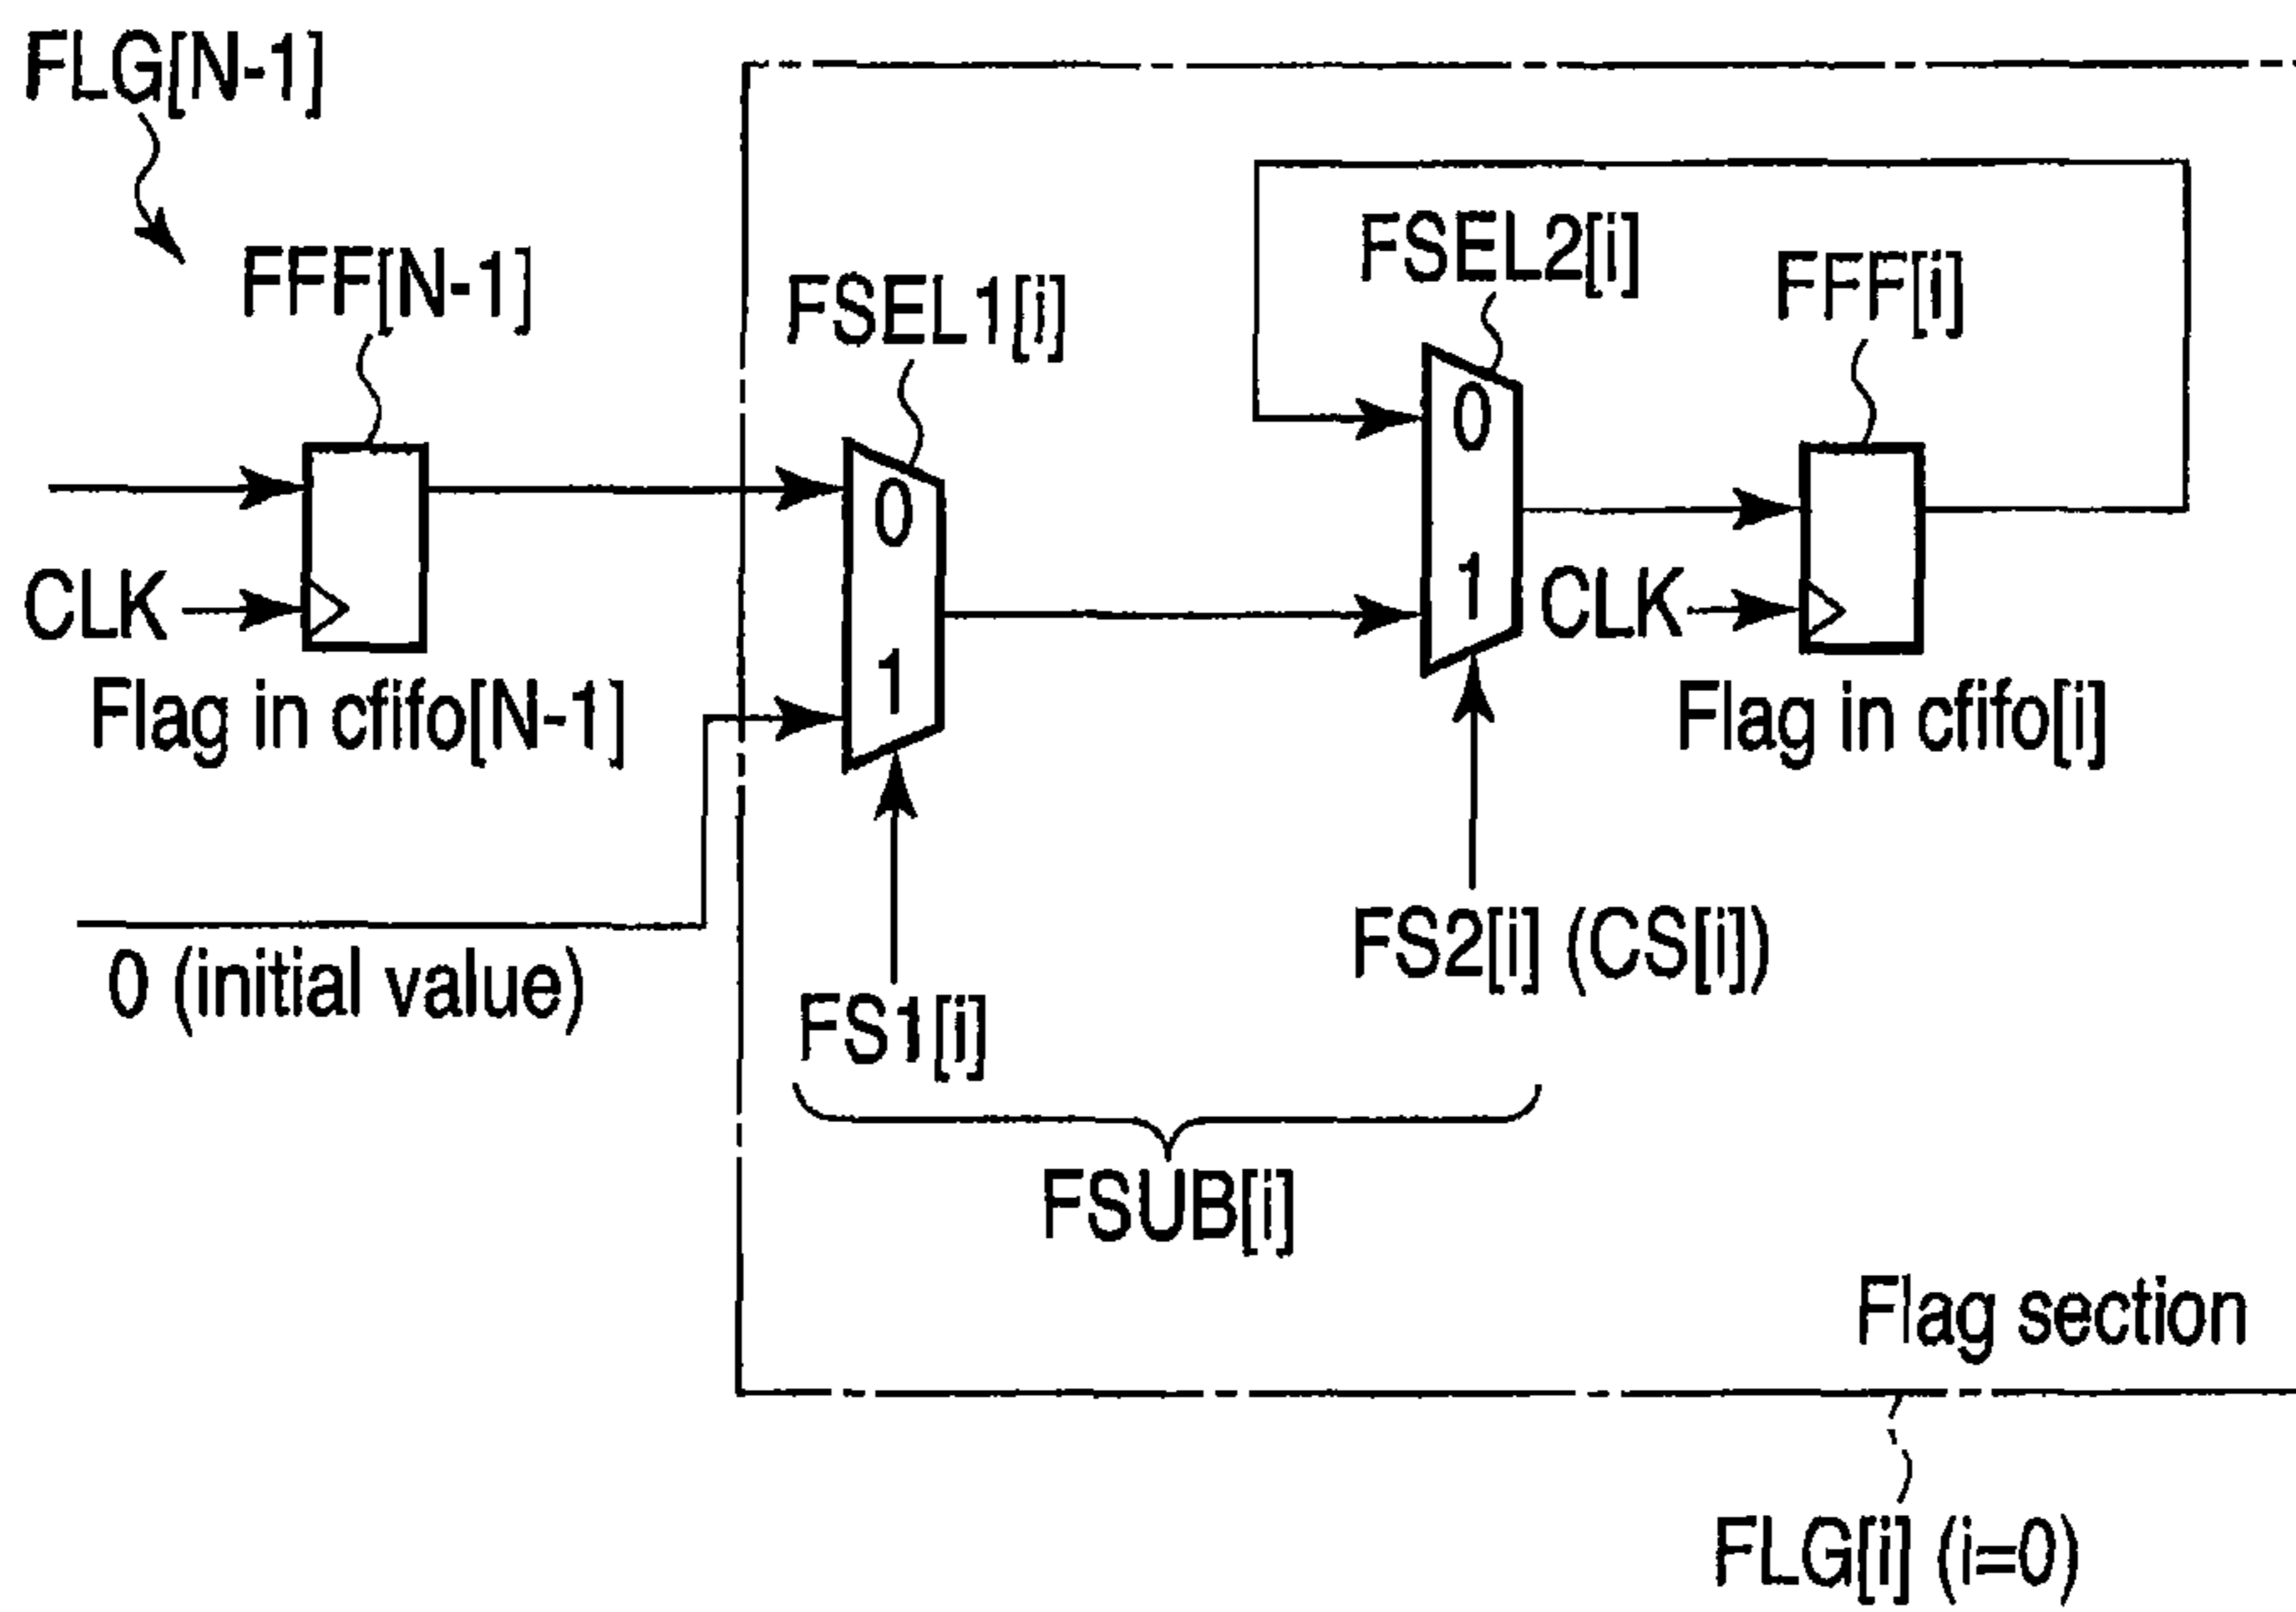 FLG[N-1]
FFF[N-1]
FSEL1[i]
FSEL2[i]
FFF[i]
0
1
0
1
CLK
CLK
Flag in cfifo[N-1]
Flag in cfifo[i]
0 (initial value)
FS1[i]
FS2[i] (CS[i])
FSUB[i]
Flag section
FLG[i] (i=0)